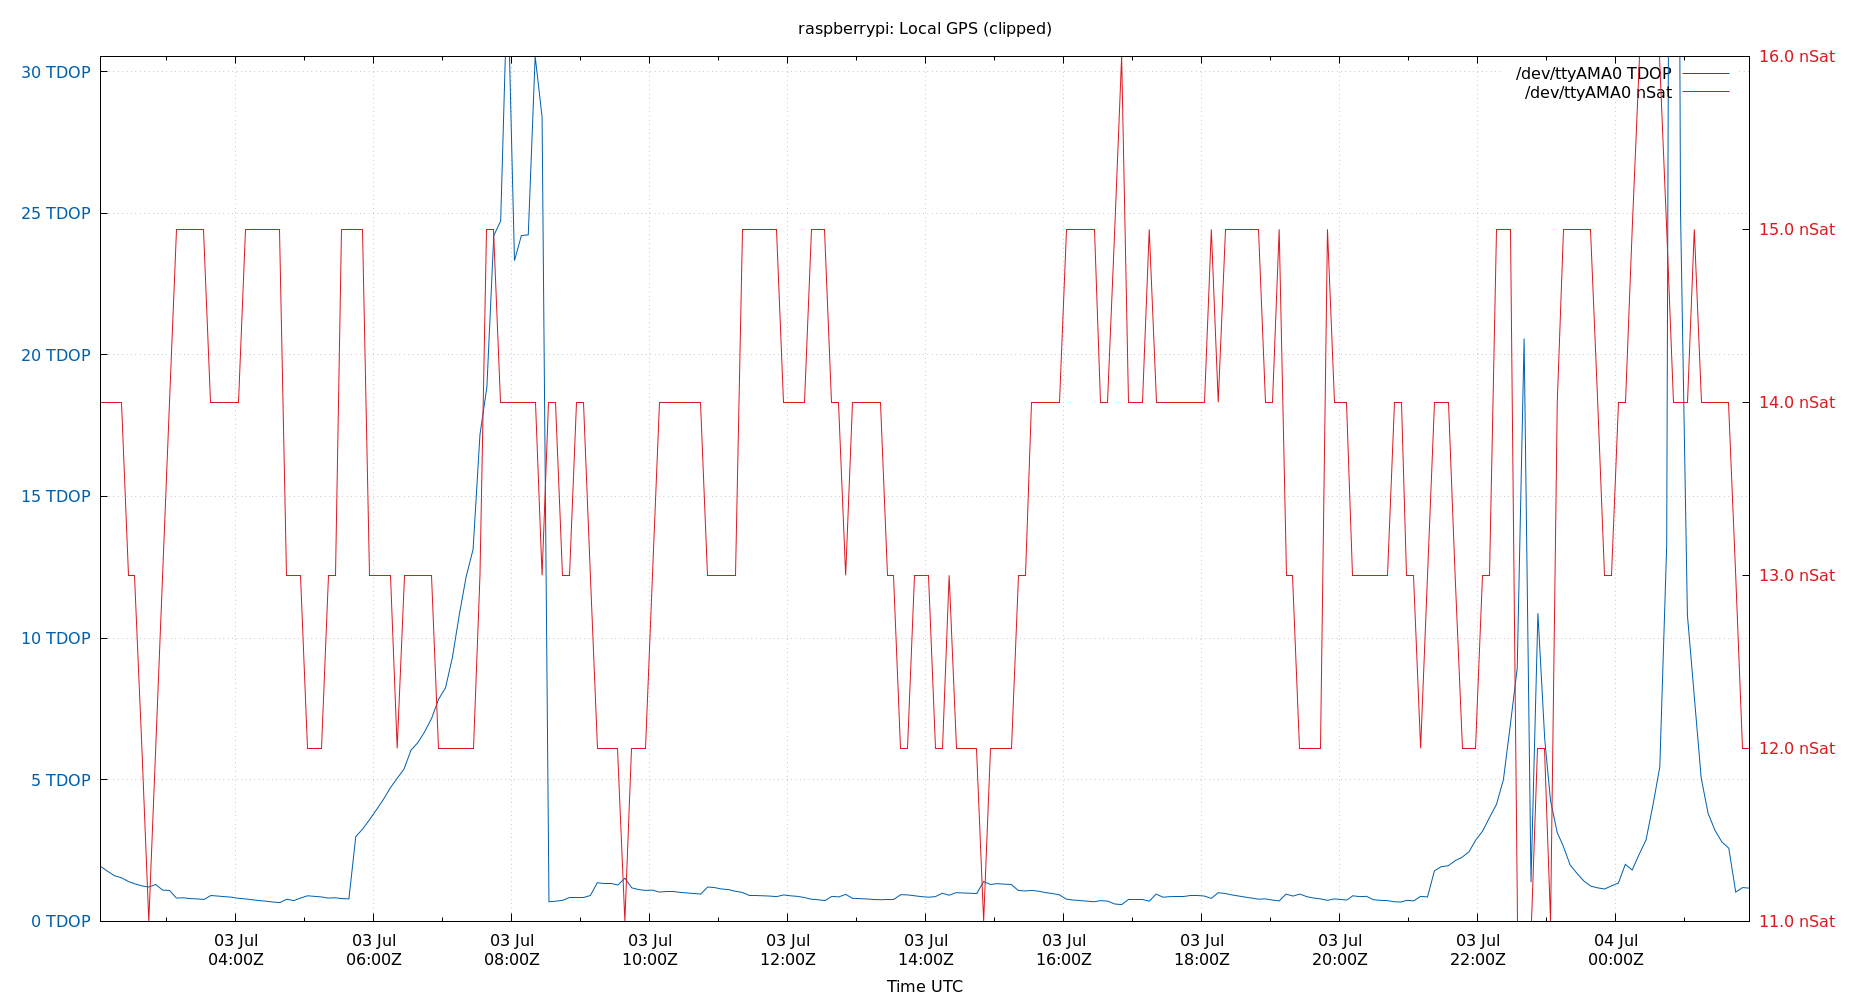 raspberrypi: Local GPS (clipped)
30 TDOP
25 TDOP
20 TDOP
15 TDOP
10 TDOP
5 TDOP
0 TDOP
16.0 nSat
15.0 nSat
14.0 nSat
13.0 nSat
12.0 nSat
11.0 nSat
/dev/ttyAMA0 TDOP
/dev/ttyAMA0 nSat
03 Jul
04:00Z
03 Jul
06:00Z
03 Jul
08:00Z
03 Jul
10:00Z
03 Jul
12:00Z
03 Jul
14:00Z
03 Jul
16:00Z
03 Jul
18:00Z
03 Jul
20:00Z
03 Jul
22:00Z
04 Jul
00:00Z
Time UTC